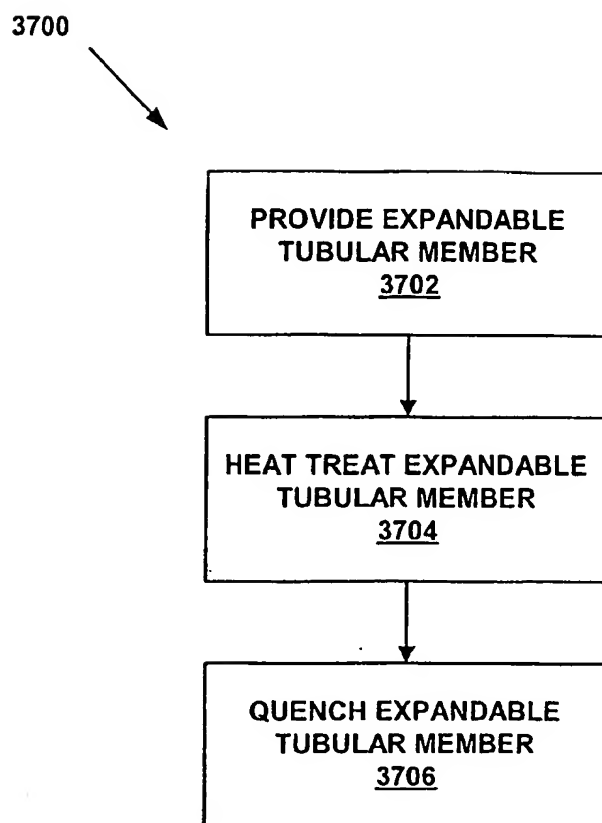 3700
PROVIDE EXPANDABLE
TUBULAR MEMBER
3702
HEAT TREAT EXPANDABLE
TUBULAR MEMBER
3704
QUENCH EXPANDABLE
TUBULAR MEMBER
3706